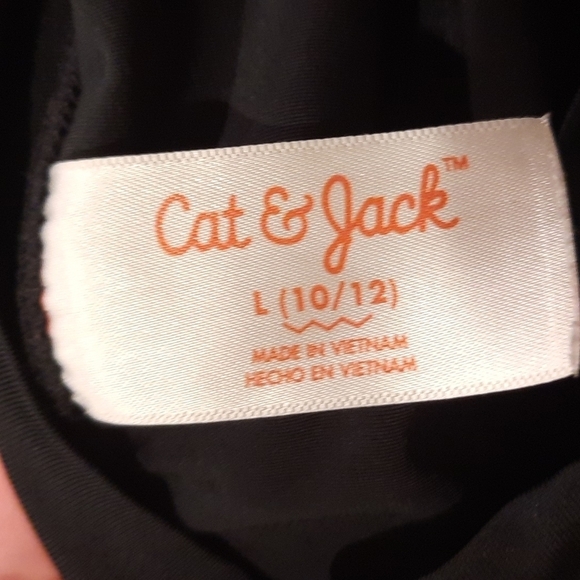 Cat & Jack™
L (10/12)
MADE IN VIETNAM
HECHO EN VIETNAM